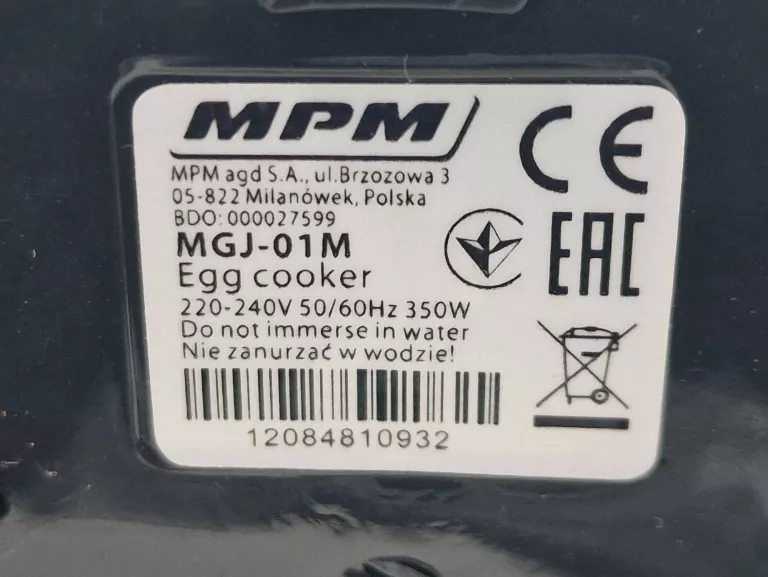 MPM
MPM agd S.A., ul.Brzozowa 3
05-822 Milanówek, Polska
BDO: 000027599
MGJ-01M
Egg cooker
220-240V 50/60Hz 350W
Do not immerse in water
Nie zanurzać w wodzie!
12084810932
CE
EAC